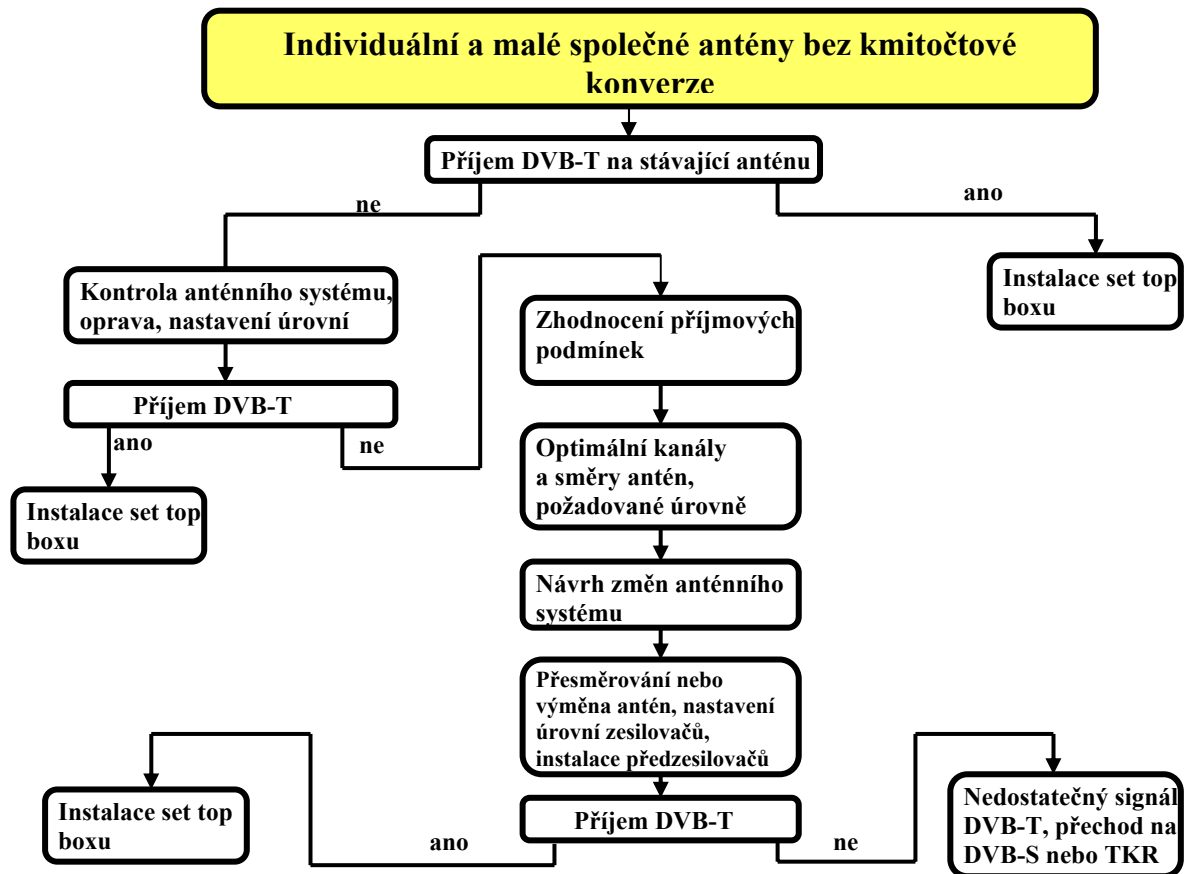 Individuální a malé společné antény bez kmitočtové
konverze
Příjem DVB-T na stávající anténu
ne
ano
Kontrola anténního systému,
oprava, nastavení úrovní
Instalace set top
boxu
Zhodnocení příjmových
podmínek
Příjem DVB-T
ano
ne
Optimální kanály
a směry antén,
požadované úrovně
Instalace set top
boxu
Návrh změn anténního
systému
Přesměrování nebo
výměna antén, nastavení
úrovní zesilovačů,
instalace předzesilovačů
Instalace set top
boxu
Příjem DVB-T
ano
ne
Nedostatečný signál
DVB-T, přechod na
DVB-S nebo TKR